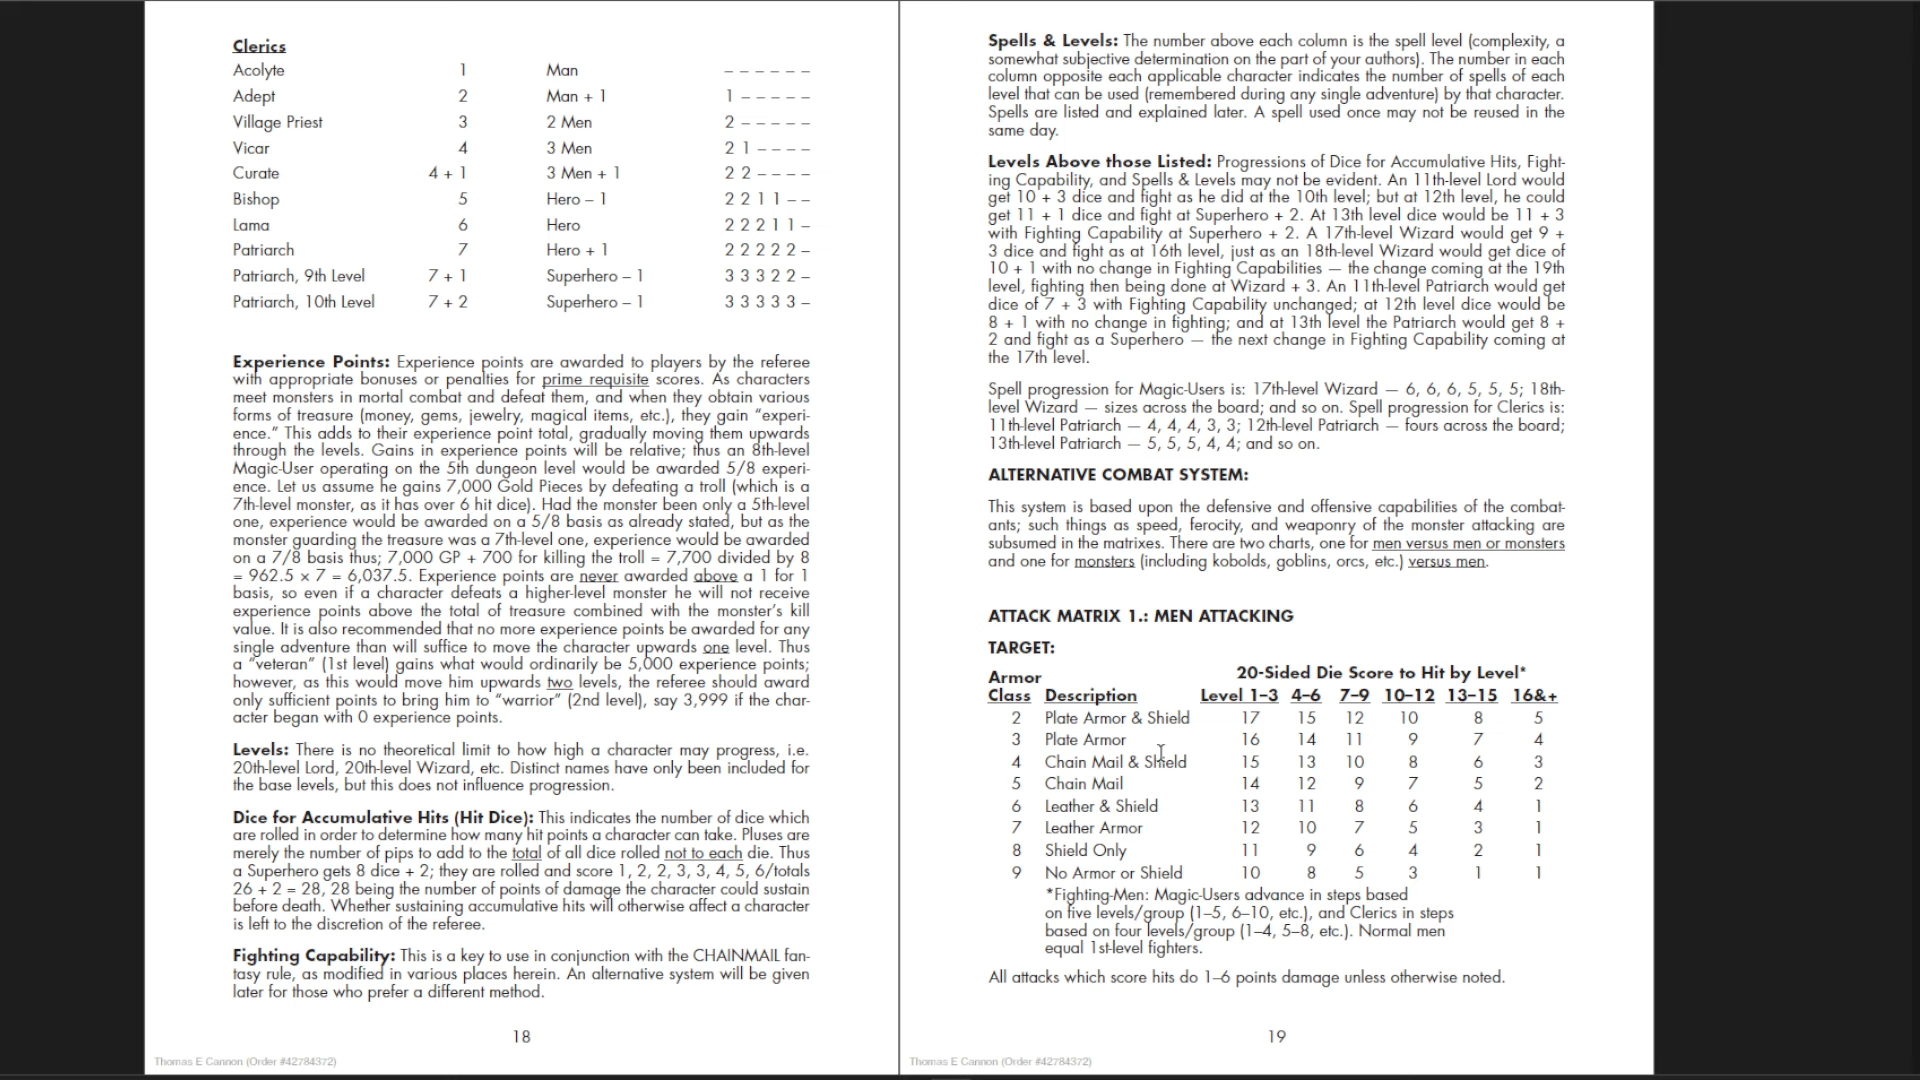 Clerics
Acolyte 1 Man – – – – – –
Adept 2 Man + 1 1 – – – – –
Village Priest 3 2 Men 2 – – – – –
Vicar 4 3 Men 2 1 – – – –
Curate 4 + 1 3 Men + 1 2 2 – – – –
Bishop 5 Hero – 1 2 2 1 1 – –
Lama 6 Hero 2 2 2 1 1 –
Patriarch 7 Hero + 1 2 2 2 2 2 –
Patriarch, 9th Level 7 + 1 Superhero – 1 3 3 3 2 2 –
Patriarch, 10th Level 7 + 2 Superhero – 1 3 3 3 3 3 –
Experience Points: Experience points are awarded to players by the referee
with appropriate bonuses or penalties for prime requisite scores. As characters
meet monsters in mortal combat and defeat them, and when they obtain various
forms of treasure (money, gems, jewelry, magical items, etc.), they gain “experi-
ence.” This adds to their experience point total, gradually moving them upwards
through the levels. Gains in experience points will be relative; thus an 8th-level
Magic-User operating on the 5th dungeon level would be awarded 5/8 experi-
ence. Let us assume he gains 7,000 Gold Pieces by defeating a troll (which is a
7th-level monster, as it has over 6 hit dice). Had the monster been only a 5th-level
one, experience would be awarded on a 5/8 basis as already stated, but as the
monster guarding the treasure was a 7th-level one, experience would be awarded
on a 7/8 basis thus; 7,000 GP + 700 for killing the troll = 7,700 divided by 8
= 962.5 × 7 = 6,037.5. Experience points are never awarded above a 1 for 1
basis, so even if a character defeats a higher-level monster he will not receive
experience points above the total of treasure combined with the monster’s kill
value. It is also recommended that no more experience points be awarded for any
single adventure than will suffice to move the character upwards one level. Thus
a “veteran” (1st level) gains what would ordinarily be 5,000 experience points;
however, as this would move him upwards two levels, the referee should award
only sufficient points to bring him to “warrior” (2nd level), say 3,999 if the char-
acter began with 0 experience points.
Levels: There is no theoretical limit to how high a character may progress, i.e.
20th-level Lord, 20th-level Wizard, etc. Distinct names have only been included for
the base levels, but this does not influence progression.
Dice for Accumulative Hits (Hit Dice): This indicates the number of dice which
are rolled in order to determine how many hit points a character can take. Pluses are
merely the number of pips to add to the total of all dice rolled not to each die. Thus
a Superhero gets 8 dice + 2; they are rolled and score 1, 2, 2, 3, 3, 4, 5, 6/totals
26 + 2 = 28, 28 being the number of points of damage the character could sustain
before death. Whether sustaining accumulative hits will otherwise affect a character
is left to the discretion of the referee.
Fighting Capability: This is a key to use in conjunction with the CHAINMAIL fan-
tasy rule, as modified in various places herein. An alternative system will be given
later for those who prefer a different method.
18
Thomas E Cannon (Order #42784372)
Spells & Levels: The number above each column is the spell level (complexity, a
somewhat subjective determination on the part of your authors). The number in each
column opposite each applicable character indicates the number of spells of each
level that can be used (remembered during any single adventure) by that character.
Spells are listed and explained later. A spell used once may not be reused in the
same day.
Levels Above those Listed: Progressions of Dice for Accumulative Hits, Fight-
ing Capability, and Spells & Levels may not be evident. An 11th-level Lord would
get 10 + 3 dice and fight as he did at the 10th level; but at 12th level, he could
get 11 + 1 dice and fight at Superhero + 2. At 13th level dice would be 11 + 3
with Fighting Capability at Superhero + 2. A 17th-level Wizard would get 9 +
3 dice and fight as at 16th level, just as an 18th-level Wizard would get dice of
10 + 1 with no change in Fighting Capabilities — the change coming at the 19th
level, fighting then being done at Wizard + 3. An 11th-level Patriarch would get
dice of 7 + 3 with Fighting Capability unchanged; at 12th level dice would be
8 + 1 with no change in fighting; and at 13th level the Patriarch would get 8 +
2 and fight as a Superhero — the next change in Fighting Capability coming at
the 17th level.
Spell progression for Magic-Users is: 17th-level Wizard — 6, 6, 6, 5, 5, 5; 18th-
level Wizard — sizes across the board; and so on. Spell progression for Clerics is:
11th-level Patriarch — 4, 4, 4, 3, 3; 12th-level Patriarch — fours across the board;
13th-level Patriarch — 5, 5, 5, 4, 4; and so on.
ALTERNATIVE COMBAT SYSTEM:
This system is based upon the defensive and offensive capabilities of the combat-
ants; such things as speed, ferocity, and weaponry of the monster attacking are
subsumed in the matrixes. There are two charts, one for men versus men or monsters
and one for monsters (including kobolds, goblins, orcs, etc.) versus men.
ATTACK MATRIX 1.: MEN ATTACKING
TARGET:
Armor 20-Sided Die Score to Hit by Level*
Class Description Level 1–3 4–6 7–9 10–12 13–15 16&+
2 Plate Armor & Shield 17 15 12 10 8 5
3 Plate Armor 16 14 11 9 7 4
4 Chain Mail & Shield 15 13 10 8 6 3
5 Chain Mail 14 12 9 7 5 2
6 Leather & Shield 13 11 8 6 4 1
7 Leather Armor 12 10 7 5 3 1
8 Shield Only 11 9 6 4 2 1
9 No Armor or Shield 10 8 5 3 1 1
*Fighting-Men: Magic-Users advance in steps based
on five levels/group (1–5, 6–10, etc.), and Clerics in steps
based on four levels/group (1–4, 5–8, etc.). Normal men
equal 1st-level fighters.
All attacks which score hits do 1–6 points damage unless otherwise noted.
19
Thomas E Cannon (Order #42784372)